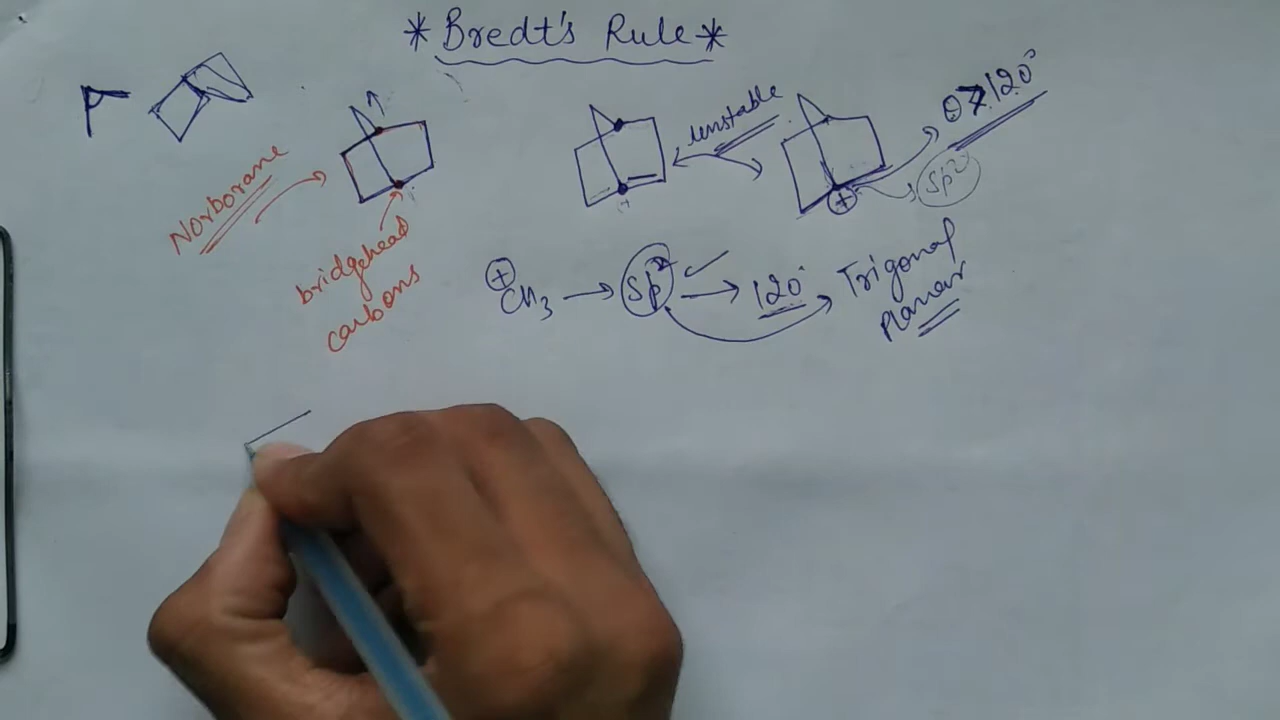 *Bredt's Rule*
unstable
θ>120°
sp²
Norborane
bridgehead
carbons
⊕
CH₃ → sp² → 120° Trigonal
Planar
⊕